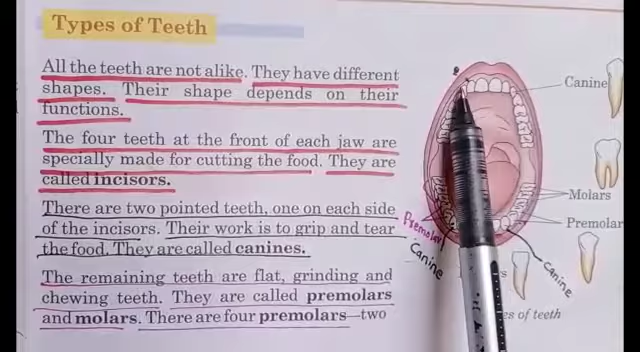 Types of Teeth
All the teeth are not alike. They have different
shapes. Their shape depends on their
functions.
The four teeth at the front of each jaw are
specially made for cutting the food. They are
called incisors.
There are two pointed teeth, one on each side
of the incisors. Their work is to grip and tear
the food. They are called canines.
The remaining teeth are flat, grinding and
chewing teeth. They are called premolars
and molars. There are four premolars—two
Canine
Molars
Premolar
Premolar
Canine
canine
of teeth